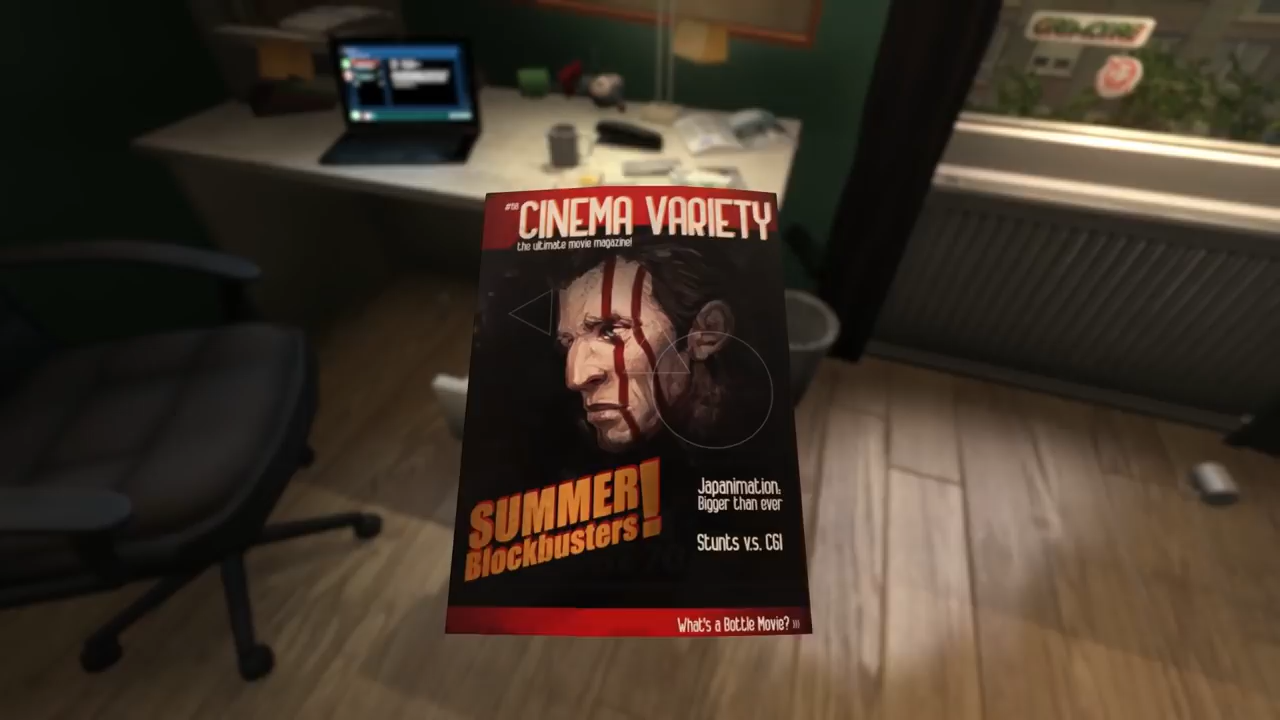 #58
CINEMA VARIETY
the ultimate movie magazine!
SUMMER!
Blockbusters
Japanimation:
Bigger than ever
Stunts v.s. CGI
What's a Bottle Movie? »